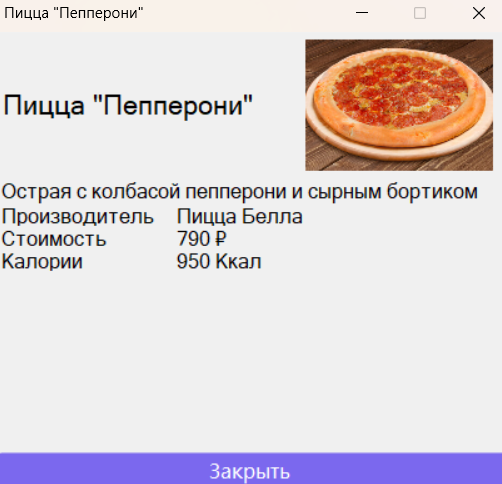 Пицца "Пепперони"
Пицца "Пепперони"
Острая с колбасой пепперони и сырным бортиком
Производитель Пицца Белла
Стоимость 790 ₽
Калории 950 Ккал
Закрыть